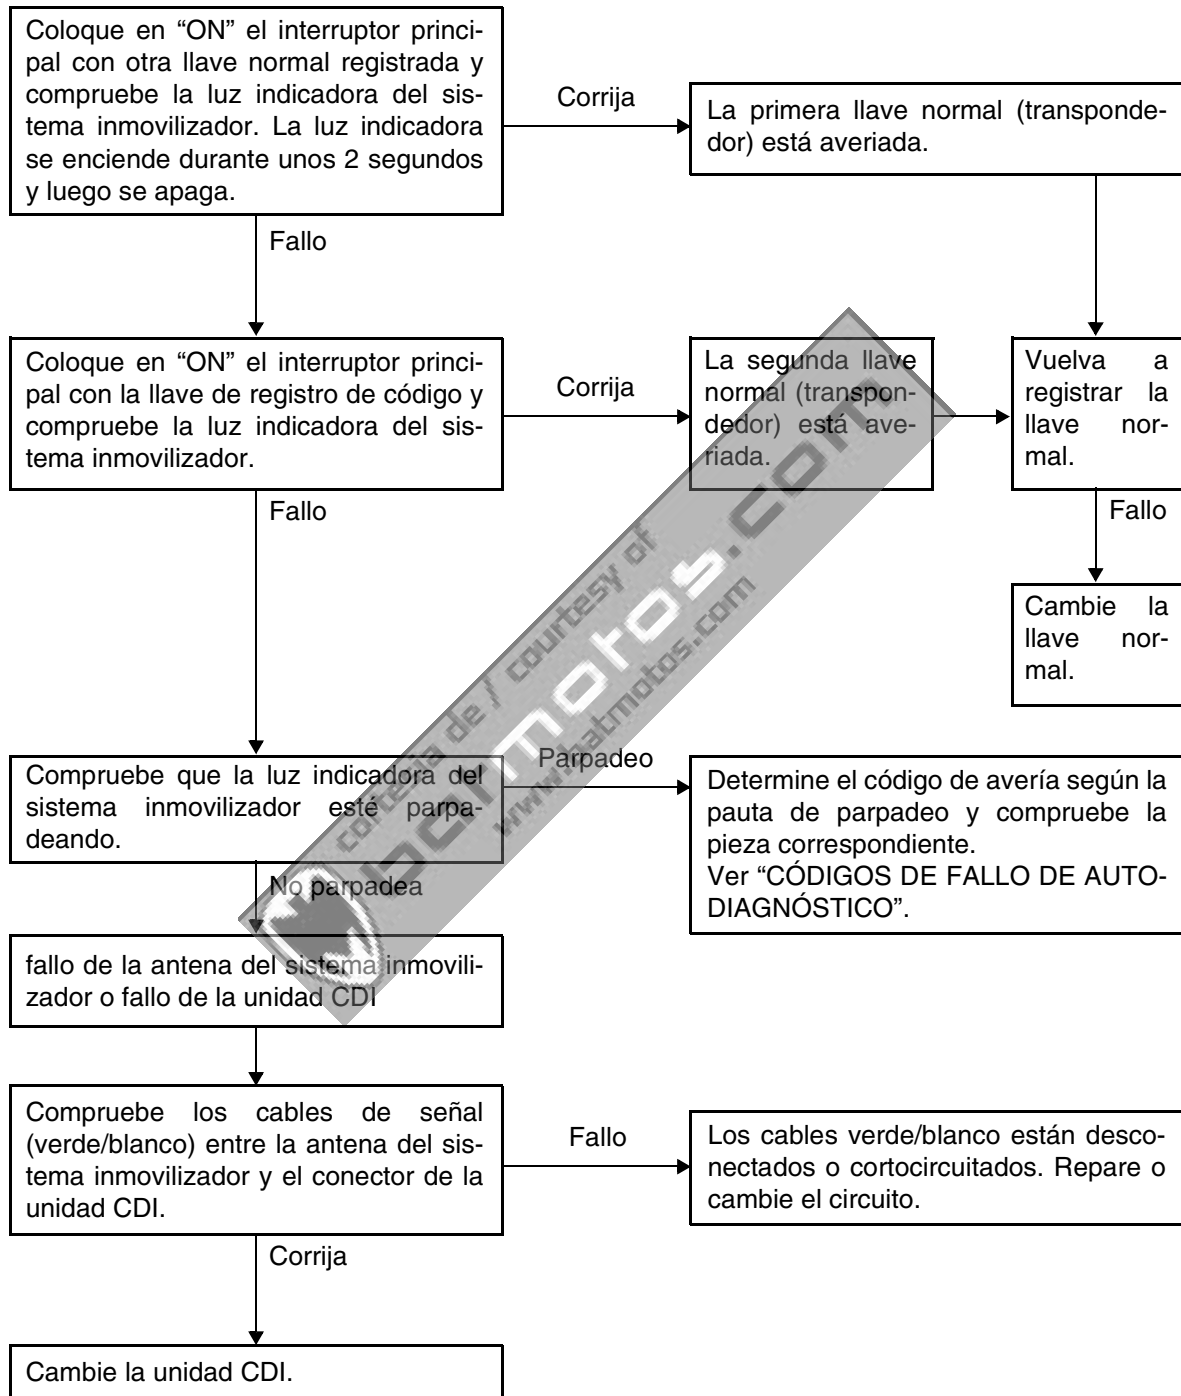 Coloque en “ON” el interruptor princi-
pal con otra llave normal registrada y
compruebe la luz indicadora del sis-
tema inmovilizador. La luz indicadora
se enciende durante unos 2 segundos
y luego se apaga.
Corrija
La primera llave normal (transponde-
dor) está averiada.
Fallo
Coloque en “ON” el interruptor princi-
pal con la llave de registro de código y
compruebe la luz indicadora del sis-
tema inmovilizador.
Corrija
La segunda llave
normal (transpon-
dedor) está ave-
riada.
Vuelva a
registrar la
llave nor-
mal.
Fallo
Fallo
Cambie la
llave nor-
mal.
Compruebe que la luz indicadora del
sistema inmovilizador esté parpa-
deando.
Parpadeo
Determine el código de avería según la
pauta de parpadeo y compruebe la
pieza correspondiente.
Ver “CÓDIGOS DE FALLO DE AUTO-
DIAGNÓSTICO”.
No parpadea
fallo de la antena del sistema inmovili-
zador o fallo de la unidad CDI
Compruebe los cables de señal
(verde/blanco) entre la antena del sis-
tema inmovilizador y el conector de la
unidad CDI.
Fallo
Los cables verde/blanco están desco-
nectados o cortocircuitados. Repare o
cambie el circuito.
Corrija
Cambie la unidad CDI.
cortesia de / courtesy of
batmotos.com
www.batmotos.com